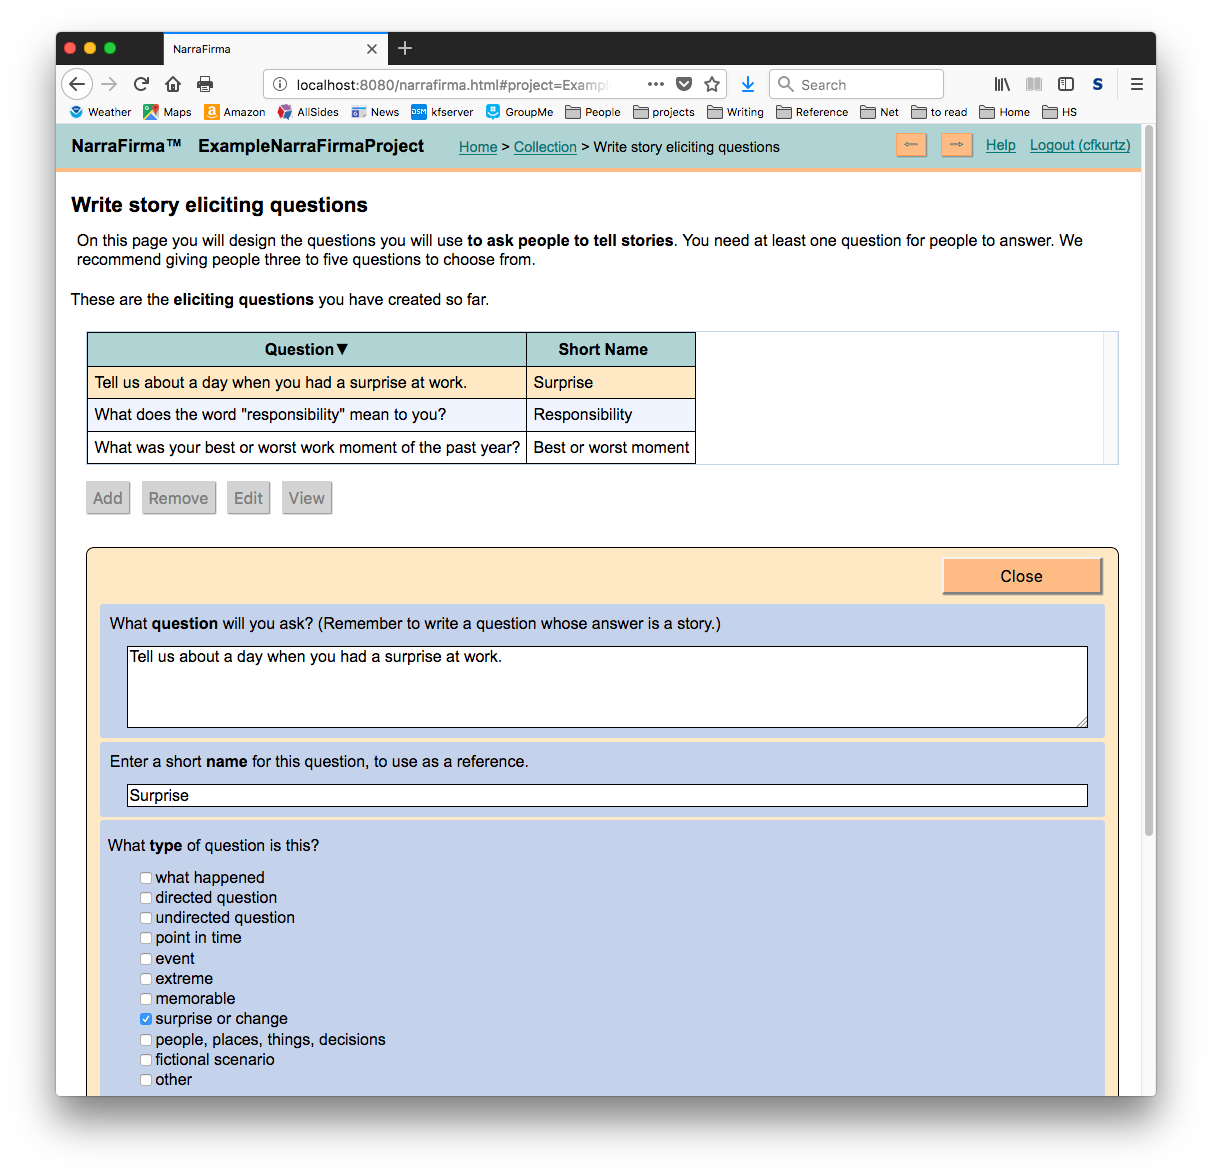 NarraFirma
localhost:8080/narrafirma.html#project=Exampl
Search
Weather Maps Amazon AllSides News kfserver GroupMe People projects Writing Reference Net to read Home HS
NarraFirma™ ExampleNarraFirmaProject Home > Collection > Write story eliciting questions Help Logout (cfkurtz)
Write story eliciting questions
On this page you will design the questions you will use to ask people to tell stories. You need at least one question for people to answer. We
recommend giving people three to five questions to choose from.
These are the eliciting questions you have created so far.
Question▼ Short Name
Tell us about a day when you had a surprise at work. Surprise
What does the word "responsibility" mean to you? Responsibility
What was your best or worst work moment of the past year? Best or worst moment
Add Remove Edit View
Close
What question will you ask? (Remember to write a question whose answer is a story.)
Tell us about a day when you had a surprise at work.
Enter a short name for this question, to use as a reference.
Surprise
What type of question is this?
what happened
directed question
undirected question
point in time
event
extreme
memorable
surprise or change
people, places, things, decisions
fictional scenario
other